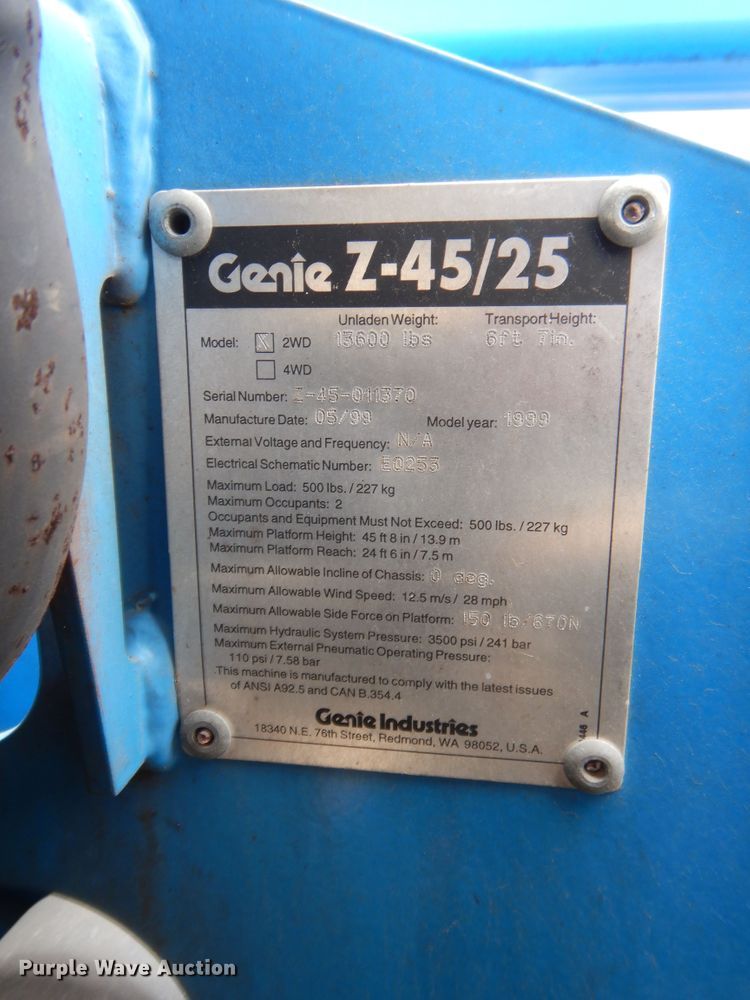 Genie Z-45/25
Unladen Weight: Transport Height:
Model: X 2WD 13600 lbs 6ft 7in.
4WD
Serial Number: Z-45-011370
Manufacture Date: 05/99 Model year: 1999
External Voltage and Frequency: N/A
Electrical Schematic Number: E0253
Maximum Load: 500 lbs. / 227 kg
Maximum Occupants: 2
Occupants and Equipment Must Not Exceed: 500 lbs. / 227 kg
Maximum Platform Height: 45 ft 8 in / 13.9 m
Maximum Platform Reach: 24 ft 6 in / 7.5 m
Maximum Allowable Incline of Chassis: 0 deg.
Maximum Allowable Wind Speed: 12.5 m/s / 28 mph
Maximum Allowable Side Force on Platform: 150 lb/670N
Maximum Hydraulic System Pressure: 3500 psi / 241 bar
Maximum External Pneumatic Operating Pressure:
110 psi / 7.58 bar
This machine is manufactured to comply with the latest issues
of ANSI A92.5 and CAN B.354.4
Genie Industries
18340 N.E. 76th Street, Redmond, WA 98052, U.S.A.
A
Purple Wave Auction